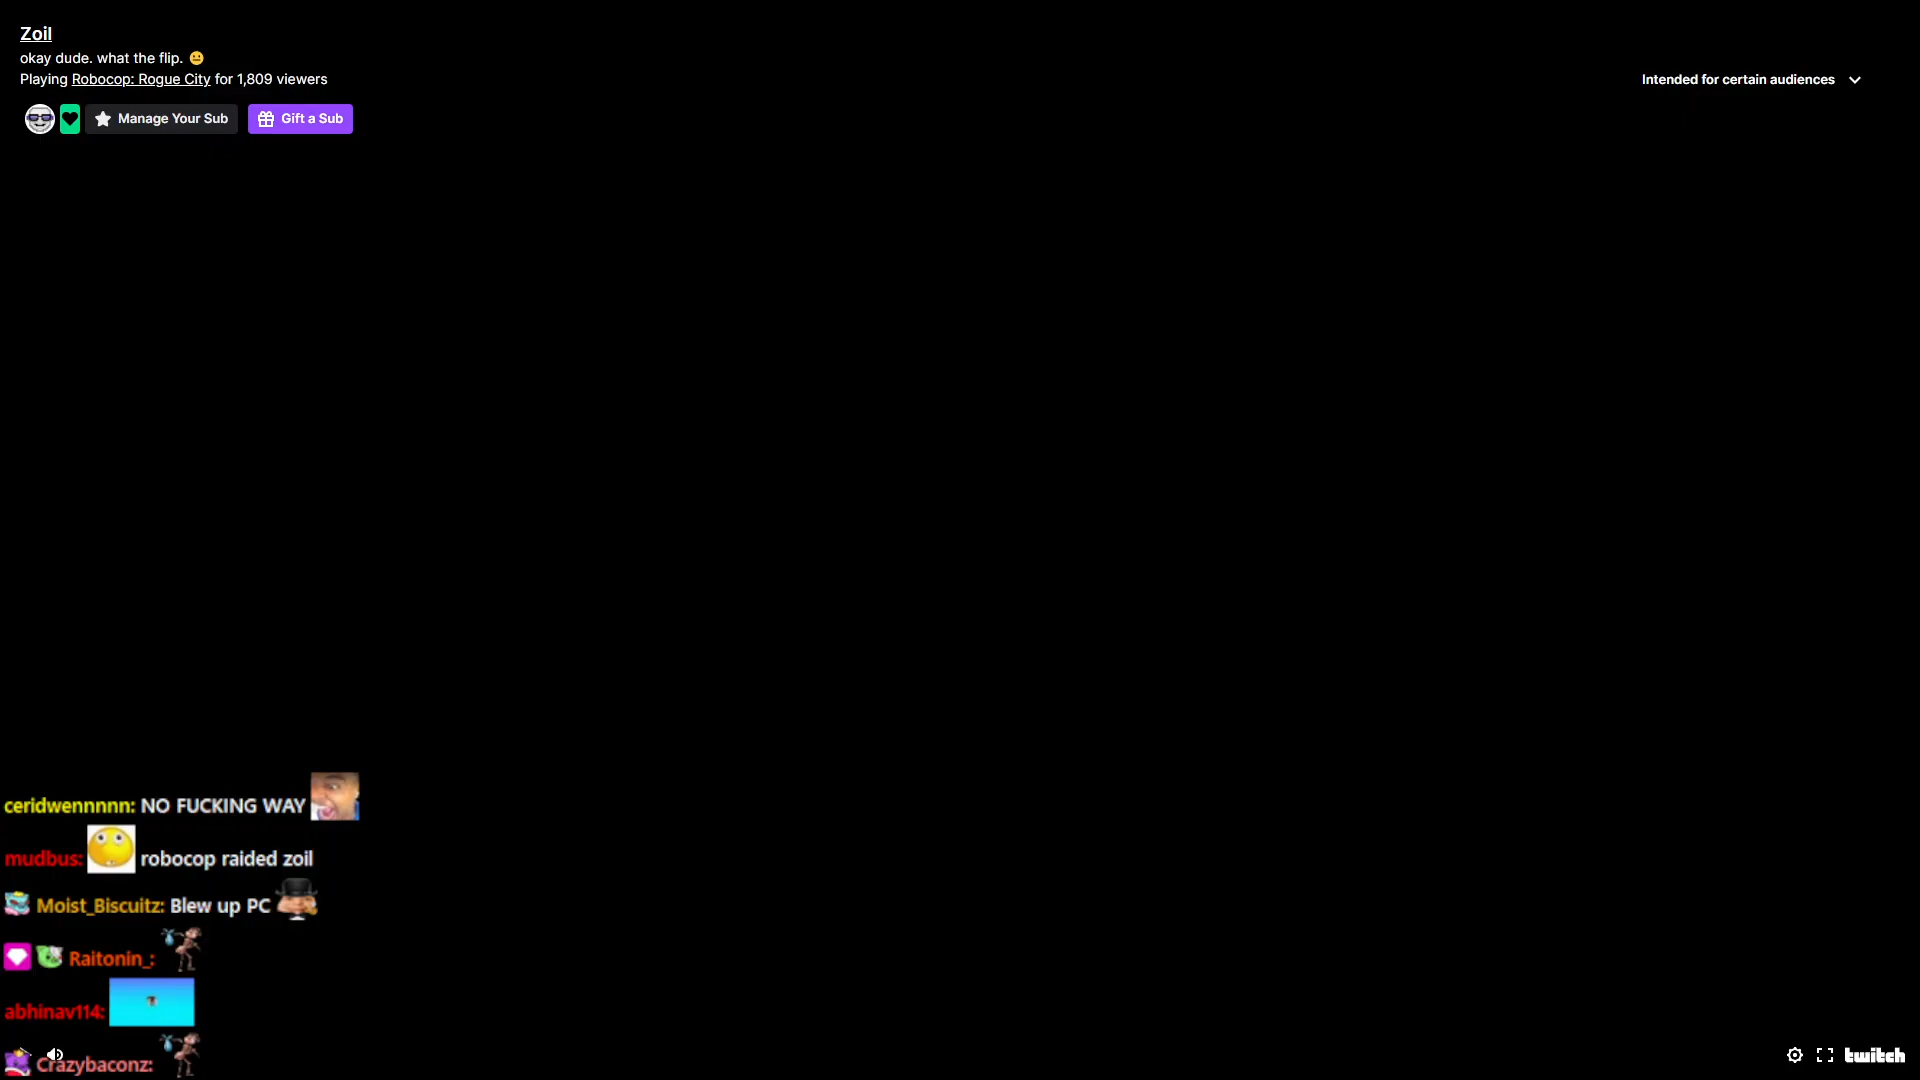 Zoil
okay dude. what the flip. 😐
Playing Robocop: Rogue City for 1,809 viewers
Intended for certain audiences
Manage Your Sub
Gift a Sub
ceridwennnnn: NO FUCKING WAY
mudbus: robocop raided zoil
Moist_Biscuitz: Blew up PC
Raitonin_:
abhinav114:
Crazybaconz:
twitch